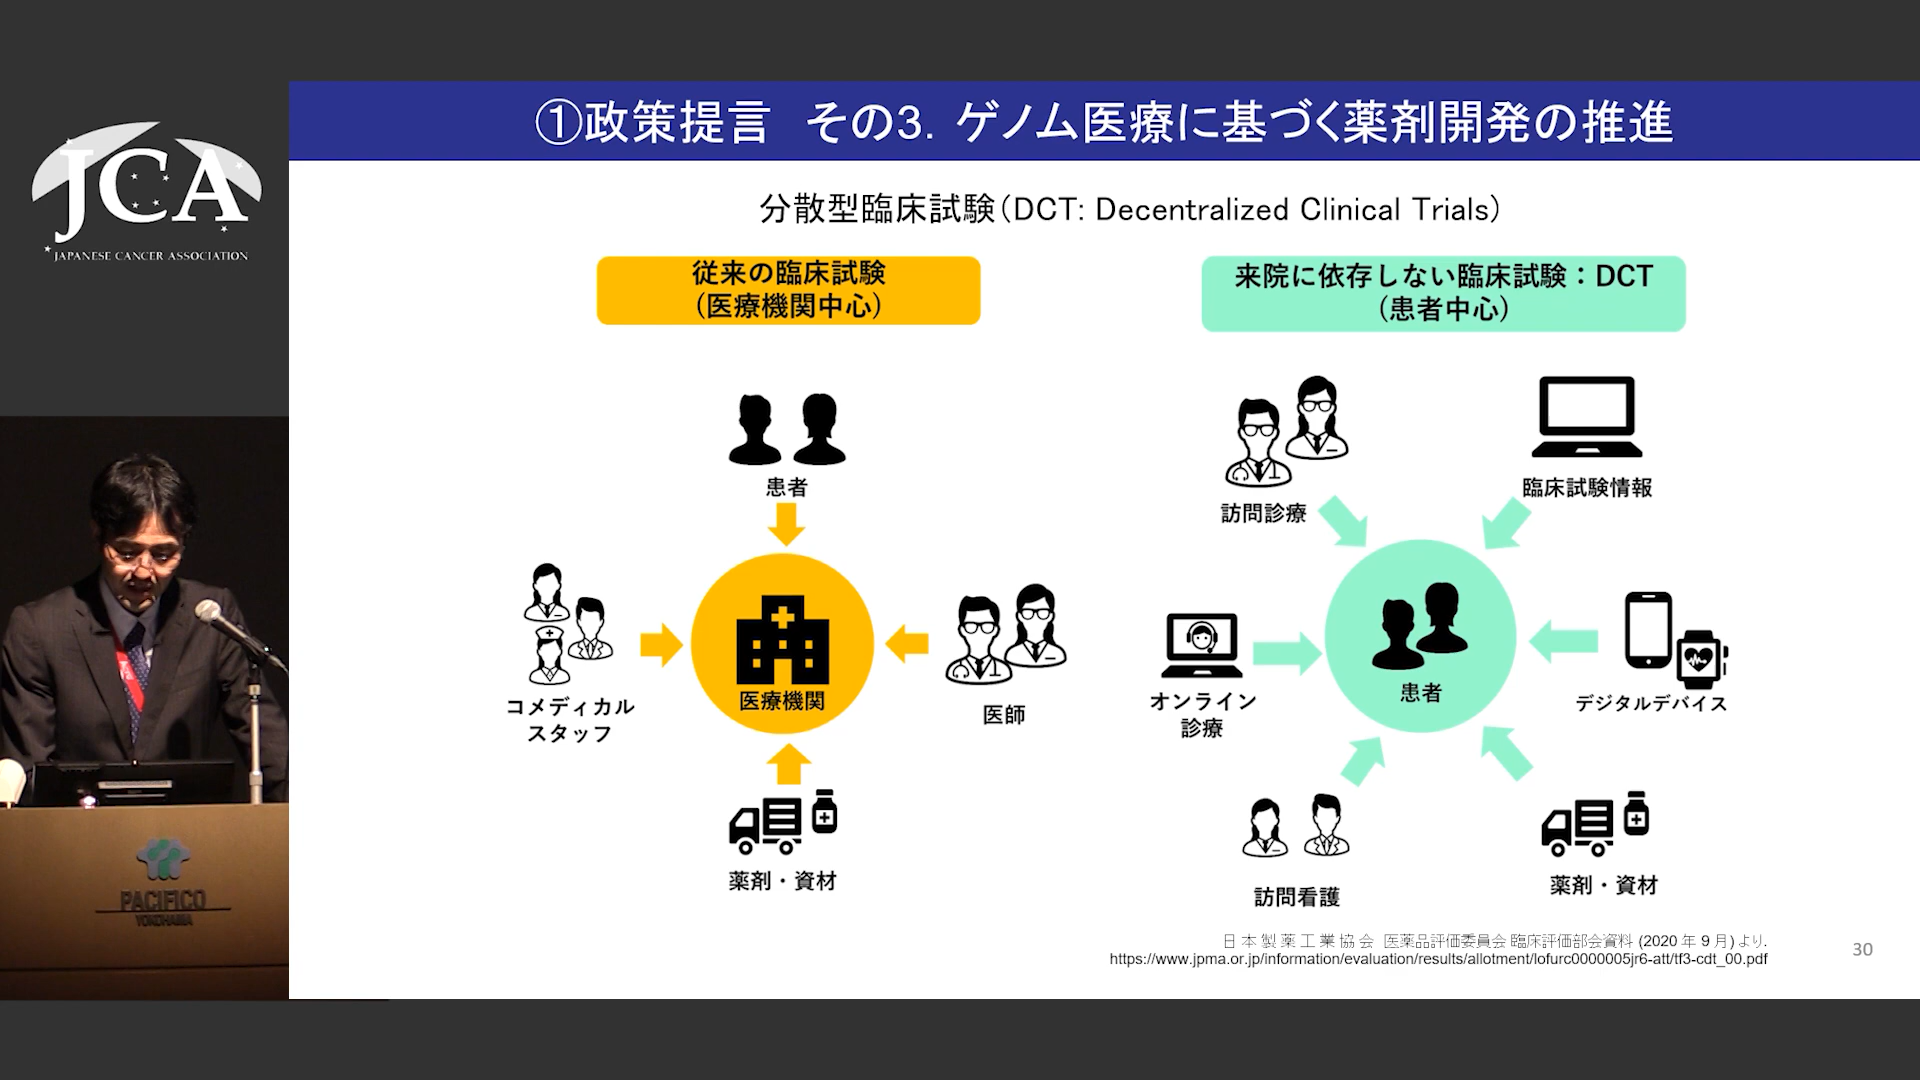 JCA
JAPANESE CANCER ASSOCIATION
①政策提言　その3．ゲノム医療に基づく薬剤開発の推進
分散型臨床試験（DCT: Decentralized Clinical Trials）
従来の臨床試験
（医療機関中心）
患者
コメディカル
スタッフ
医療機関
医師
薬剤・資材
来院に依存しない臨床試験：DCT
（患者中心）
訪問診療
臨床試験情報
オンライン
診療
患者
デジタルデバイス
訪問看護
薬剤・資材
日本製薬工業協会 医薬品評価委員会 臨床評価部会資料 (2020 年 9 月) より.
https://www.jpma.or.jp/information/evaluation/results/allotment/lofurc0000005jr6-att/tf3-cdt_00.pdf
30
PACIFICO
YOKOHAMA